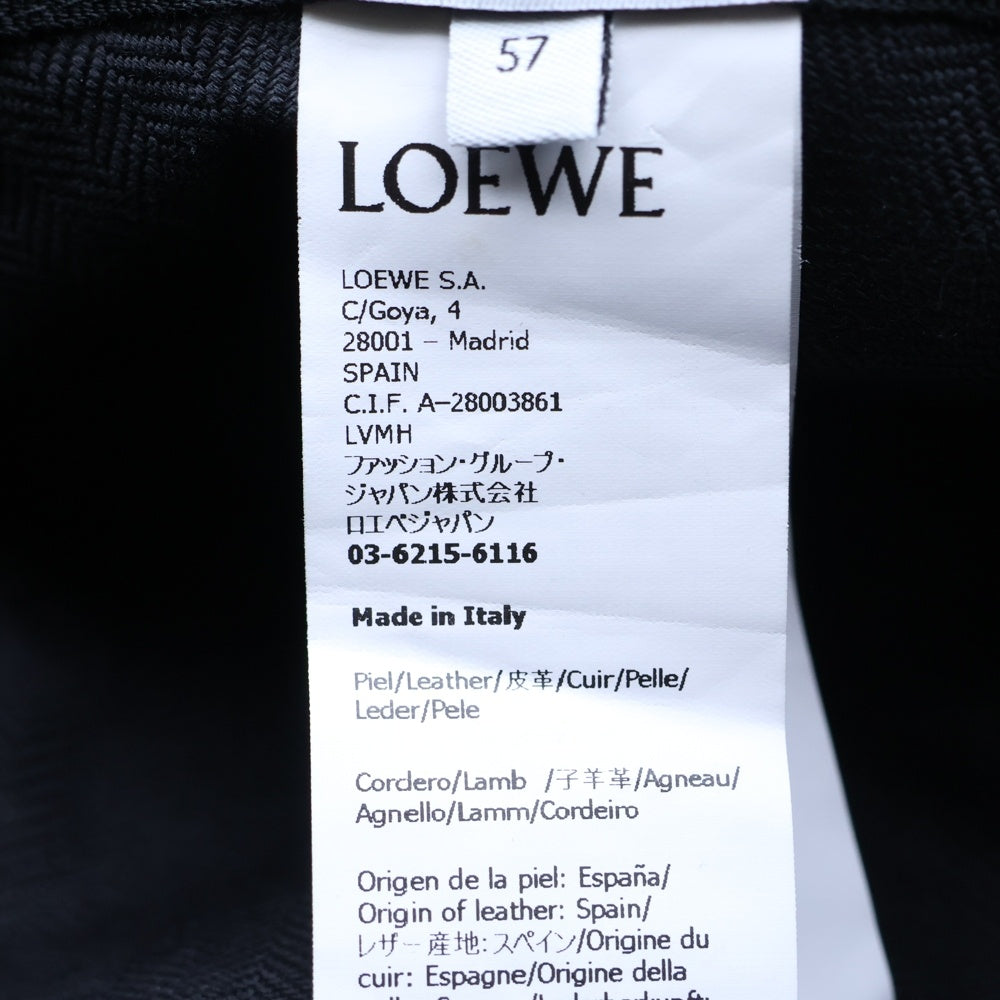 57
LOEWE
LOEWE S.A.
C/Goya, 4
28001 – Madrid
SPAIN
C.I.F. A–28003861
LVMH
ファッション・グループ・
ジャパン株式会社
ロエベジャパン
03-6215-6116
Made in Italy
Piel/Leather/皮革/Cuir/Pelle/
Leder/Pele
Cordero/Lamb /子羊革/Agneau/
Agnello/Lamm/Cordeiro
Origen de la piel: España/
Origin of leather: Spain/
レザー産地:スペイン/Origine du
cuir: Espagne/Origine della